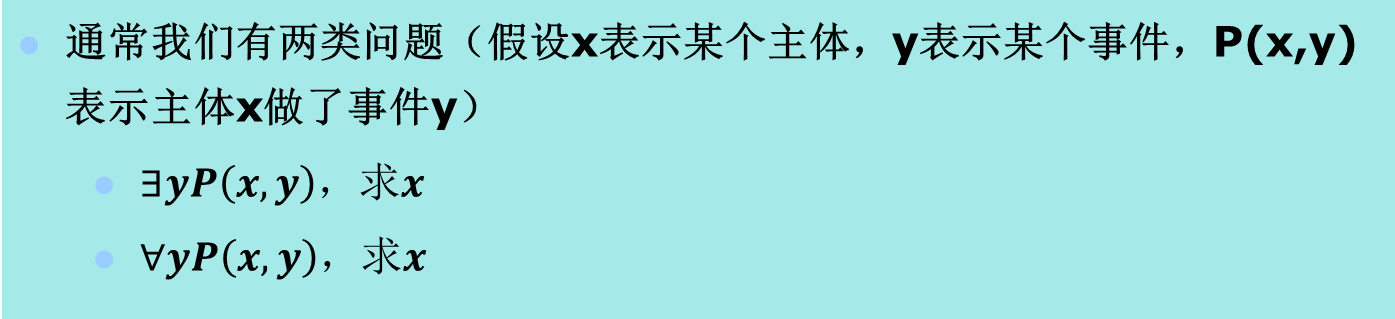 通常我们有两类问题（假设x表示某个主体，y表示某个事件，P(x,y)
表示主体x做了事件y）
∃yP(x,y)，求x
∀yP(x,y)，求x